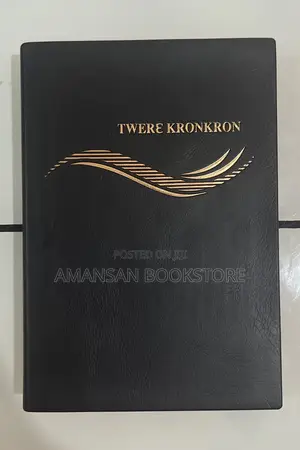 TWERƐ KRONKRON
POSTED ON JIJI
AMANSAN BOOKSTORE